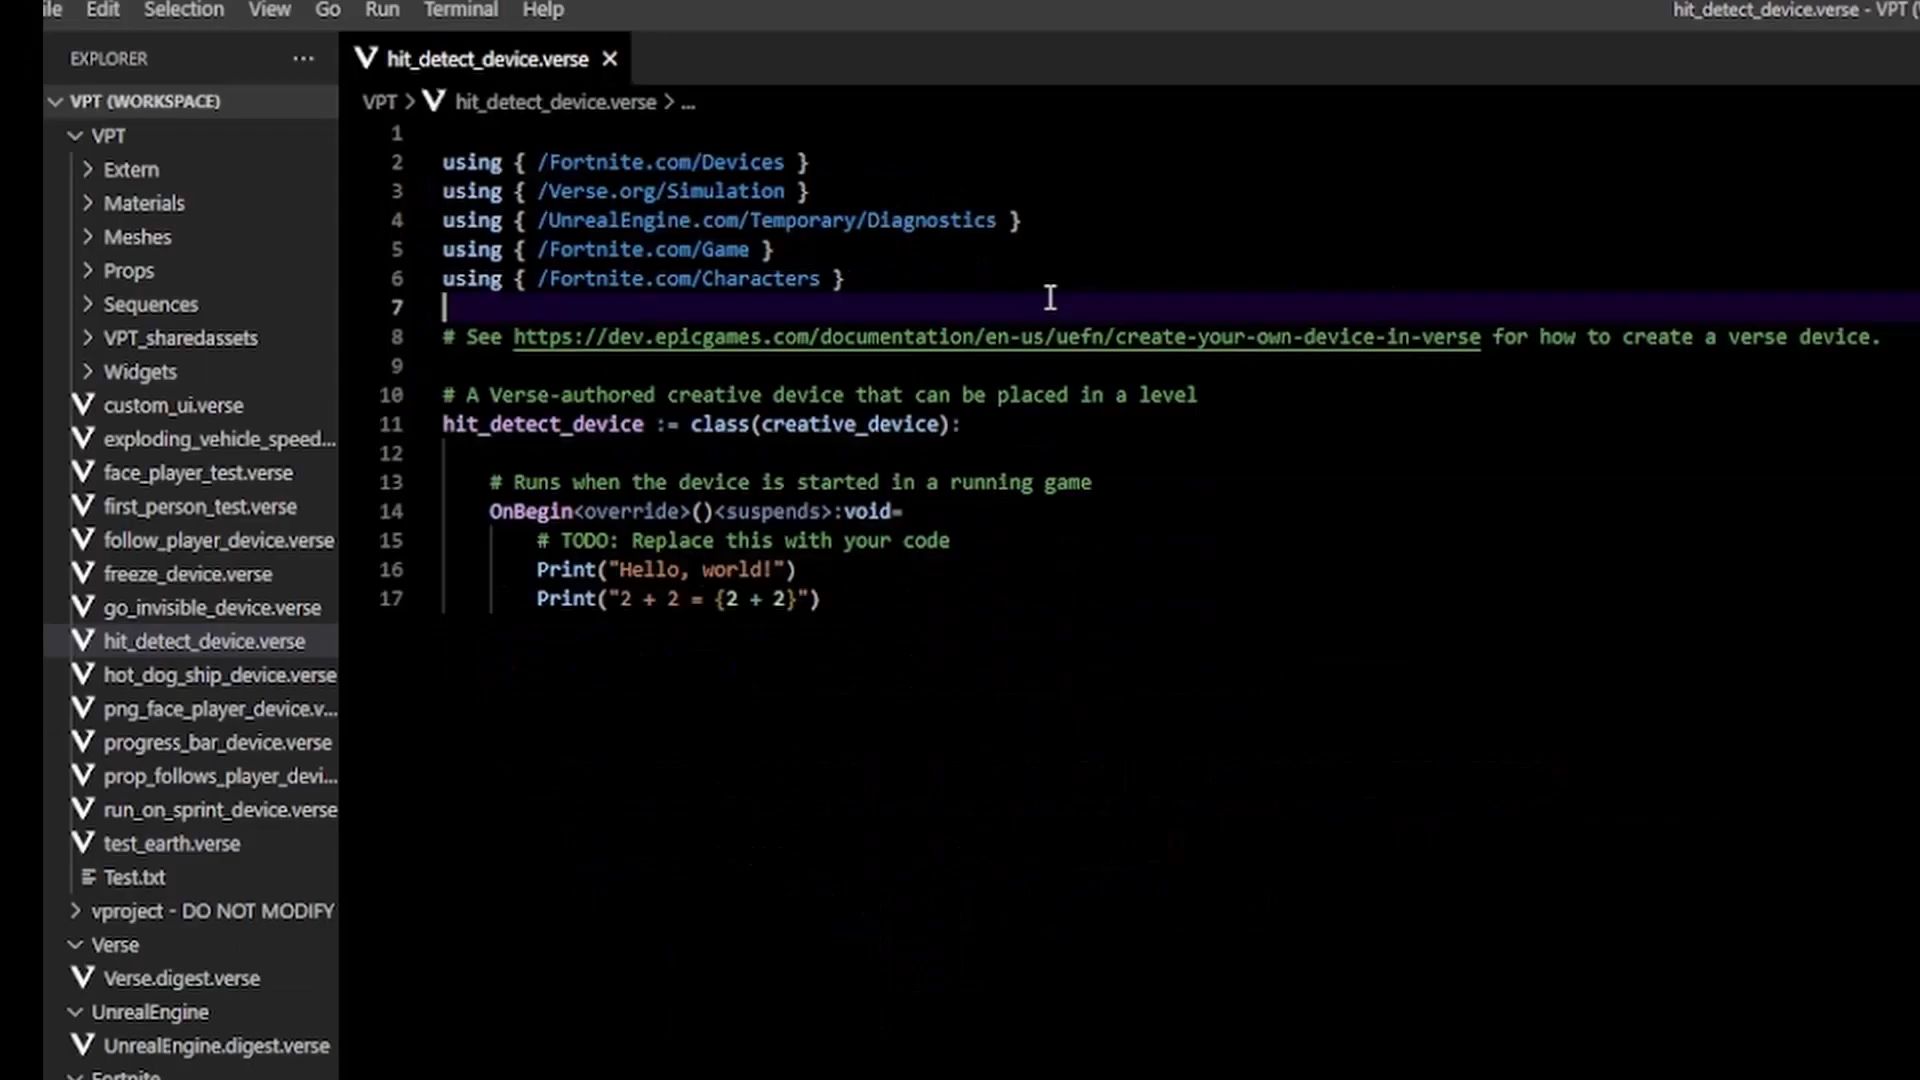 ile Edit Selection View Go Run Terminal Help
hit_detect_device.verse - VPT (
EXPLORER ...
hit_detect_device.verse ×
VPT (WORKSPACE)
VPT
Extern
Materials
Meshes
Props
Sequences
VPT_sharedassets
Widgets
custom_ui.verse
exploding_vehicle_speed...
face_player_test.verse
first_person_test.verse
follow_player_device.verse
freeze_device.verse
go_invisible_device.verse
hit_detect_device.verse
hot_dog_ship_device.verse
png_face_player_device.v...
progress_bar_device.verse
prop_follows_player_devi...
run_on_sprint_device.verse
test_earth.verse
Test.txt
vproject - DO NOT MODIFY
Verse
Verse.digest.verse
UnrealEngine
UnrealEngine.digest.verse
Fortnite
VPT > hit_detect_device.verse > ...
1
2 using { /Fortnite.com/Devices }
3 using { /Verse.org/Simulation }
4 using { /UnrealEngine.com/Temporary/Diagnostics }
5 using { /Fortnite.com/Game }
6 using { /Fortnite.com/Characters }
7
8 # See https://dev.epicgames.com/documentation/en-us/uefn/create-your-own-device-in-verse for how to create a verse device.
9
10 # A Verse-authored creative device that can be placed in a level
11 hit_detect_device := class(creative_device):
12
13 # Runs when the device is started in a running game
14 OnBegin<override>()<suspends>:void=
15 # TODO: Replace this with your code
16 Print("Hello, world!")
17 Print("2 + 2 = {2 + 2}")